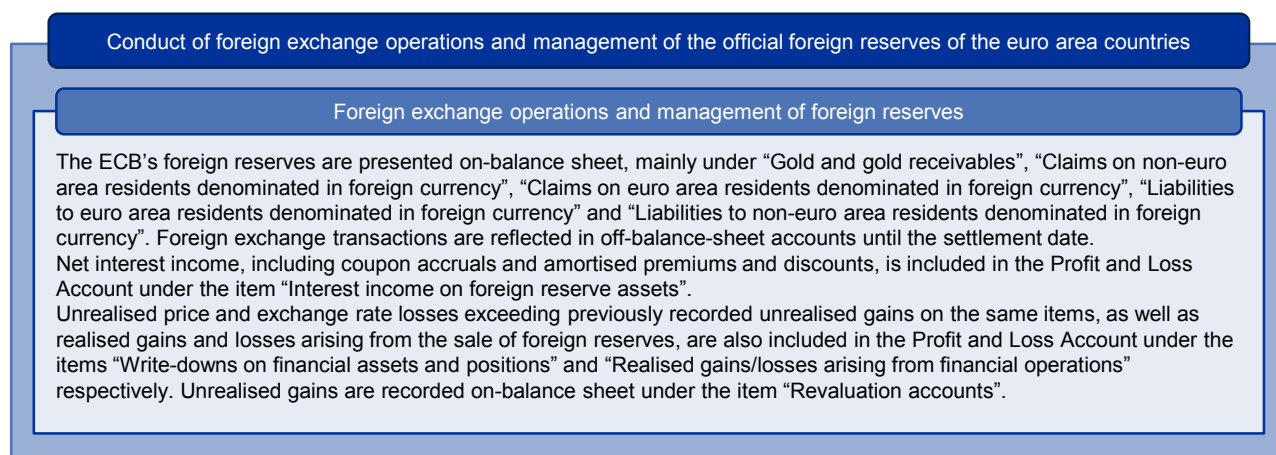 Conduct of foreign exchange operations and management of the official foreign reserves of the euro area countries
Foreign exchange operations and management of foreign reserves
The ECB’s foreign reserves are presented on-balance sheet, mainly under “Gold and gold receivables”, “Claims on non-euro
area residents denominated in foreign currency”, “Claims on euro area residents denominated in foreign currency”, “Liabilities
to euro area residents denominated in foreign currency” and “Liabilities to non-euro area residents denominated in foreign
currency”. Foreign exchange transactions are reflected in off-balance-sheet accounts until the settlement date.
Net interest income, including coupon accruals and amortised premiums and discounts, is included in the Profit and Loss
Account under the item “Interest income on foreign reserve assets”.
Unrealised price and exchange rate losses exceeding previously recorded unrealised gains on the same items, as well as
realised gains and losses arising from the sale of foreign reserves, are also included in the Profit and Loss Account under the
items “Write-downs on financial assets and positions” and “Realised gains/losses arising from financial operations”
respectively. Unrealised gains are recorded on-balance sheet under the item “Revaluation accounts”.